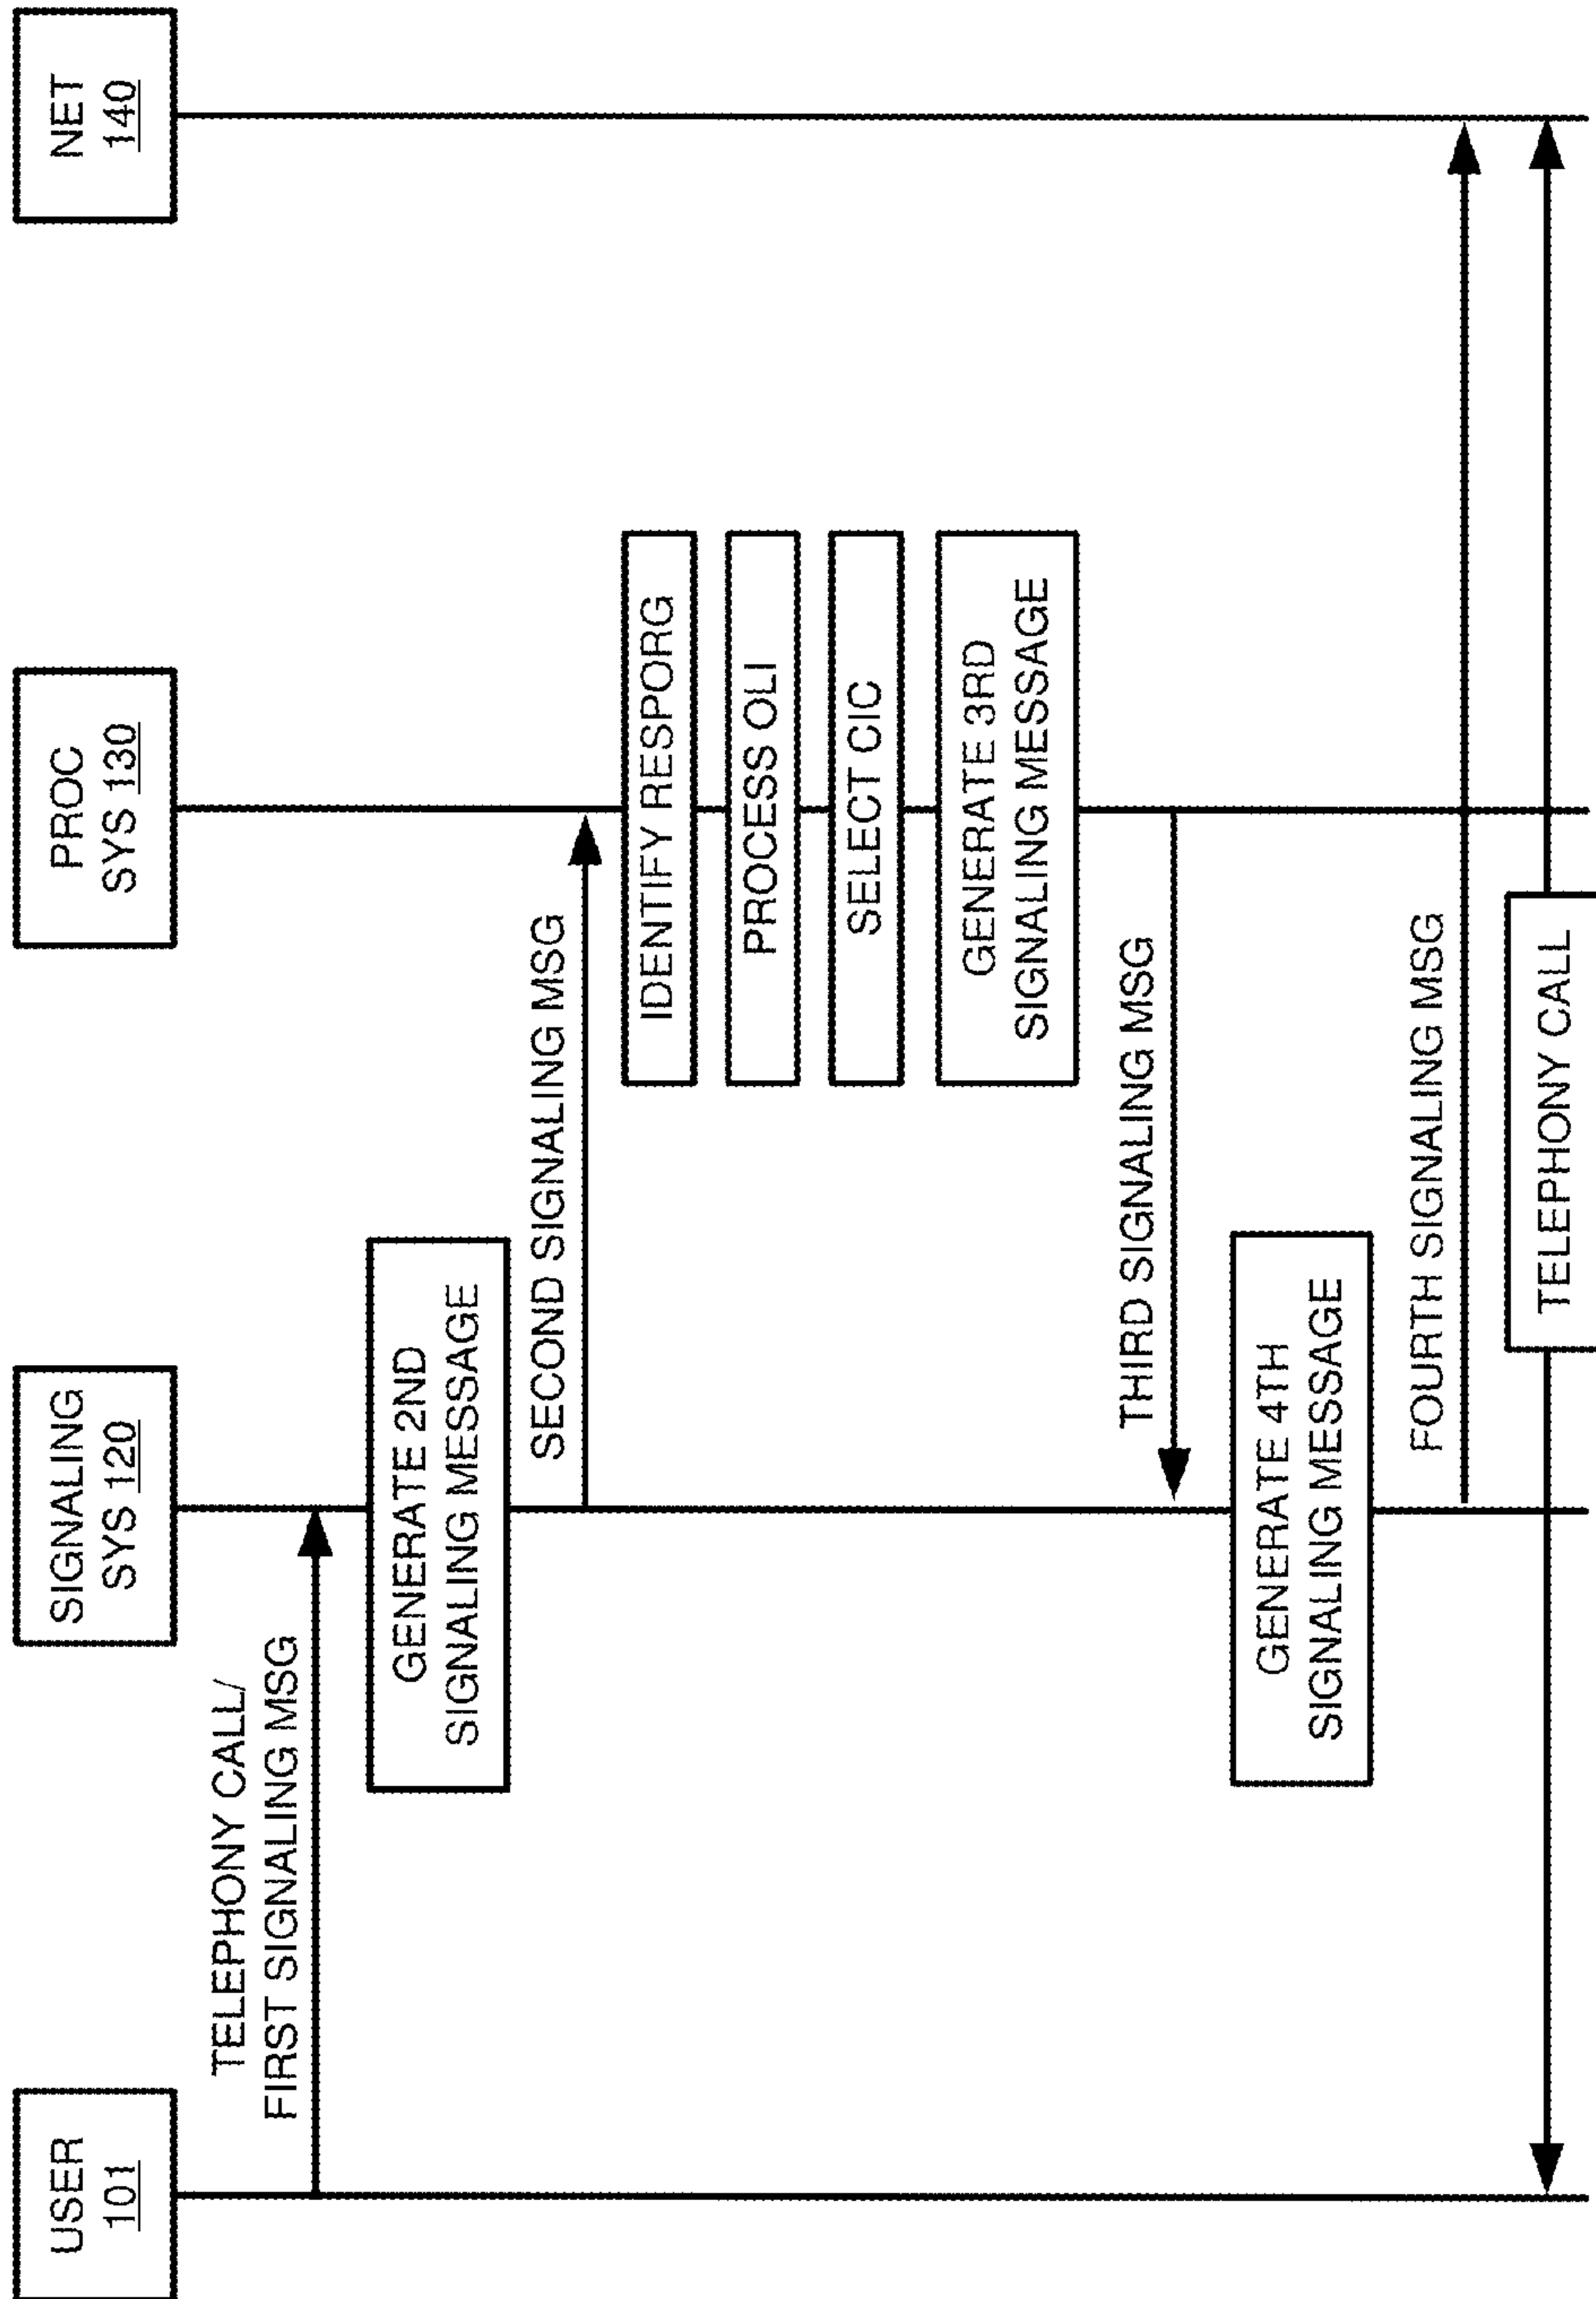 USER
101
SIGNALING
SYS 120
PROC
SYS 130
NET
140
TELEPHONY CALL/
FIRST SIGNALING MSG
GENERATE 2ND
SIGNALING MESSAGE
SECOND SIGNALING MSG
IDENTIFY RESPORG
PROCESS OLI
SELECT CIC
GENERATE 3RD
SIGNALING MESSAGE
THIRD SIGNALING MSG
GENERATE 4TH
SIGNALING MESSAGE
FOURTH SIGNALING MSG
TELEPHONY CALL